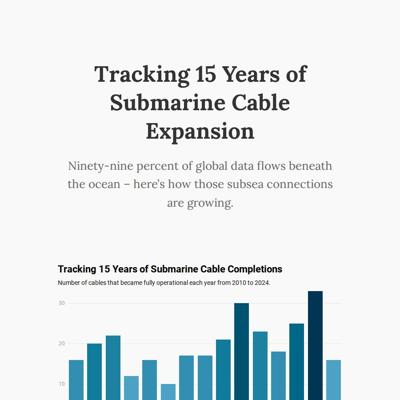 Tracking 15 Years of
Submarine Cable
Expansion
Ninety-nine percent of global data flows beneath
the ocean – here's how those subsea connections
are growing.
Tracking 15 Years of Submarine Cable Completions
Number of cables that became fully operational each year from 2010 to 2024.
30
20
10